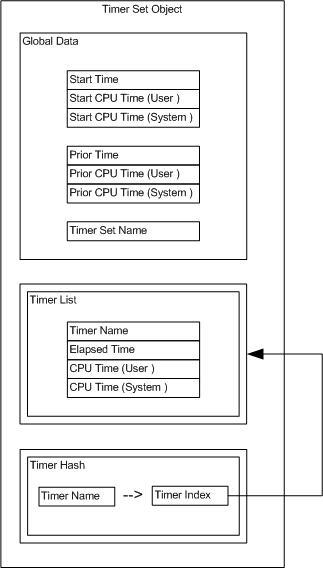 Timer Set Object
Global Data
Start Time
Start CPU Time (User )
Start CPU Time (System )
Prior Time
Prior CPU Time (User )
Prior CPU Time (System )
Timer Set Name
Timer List
Timer Name
Elapsed Time
CPU Time (User )
CPU Time (System )
Timer Hash
Timer Name --> Timer Index